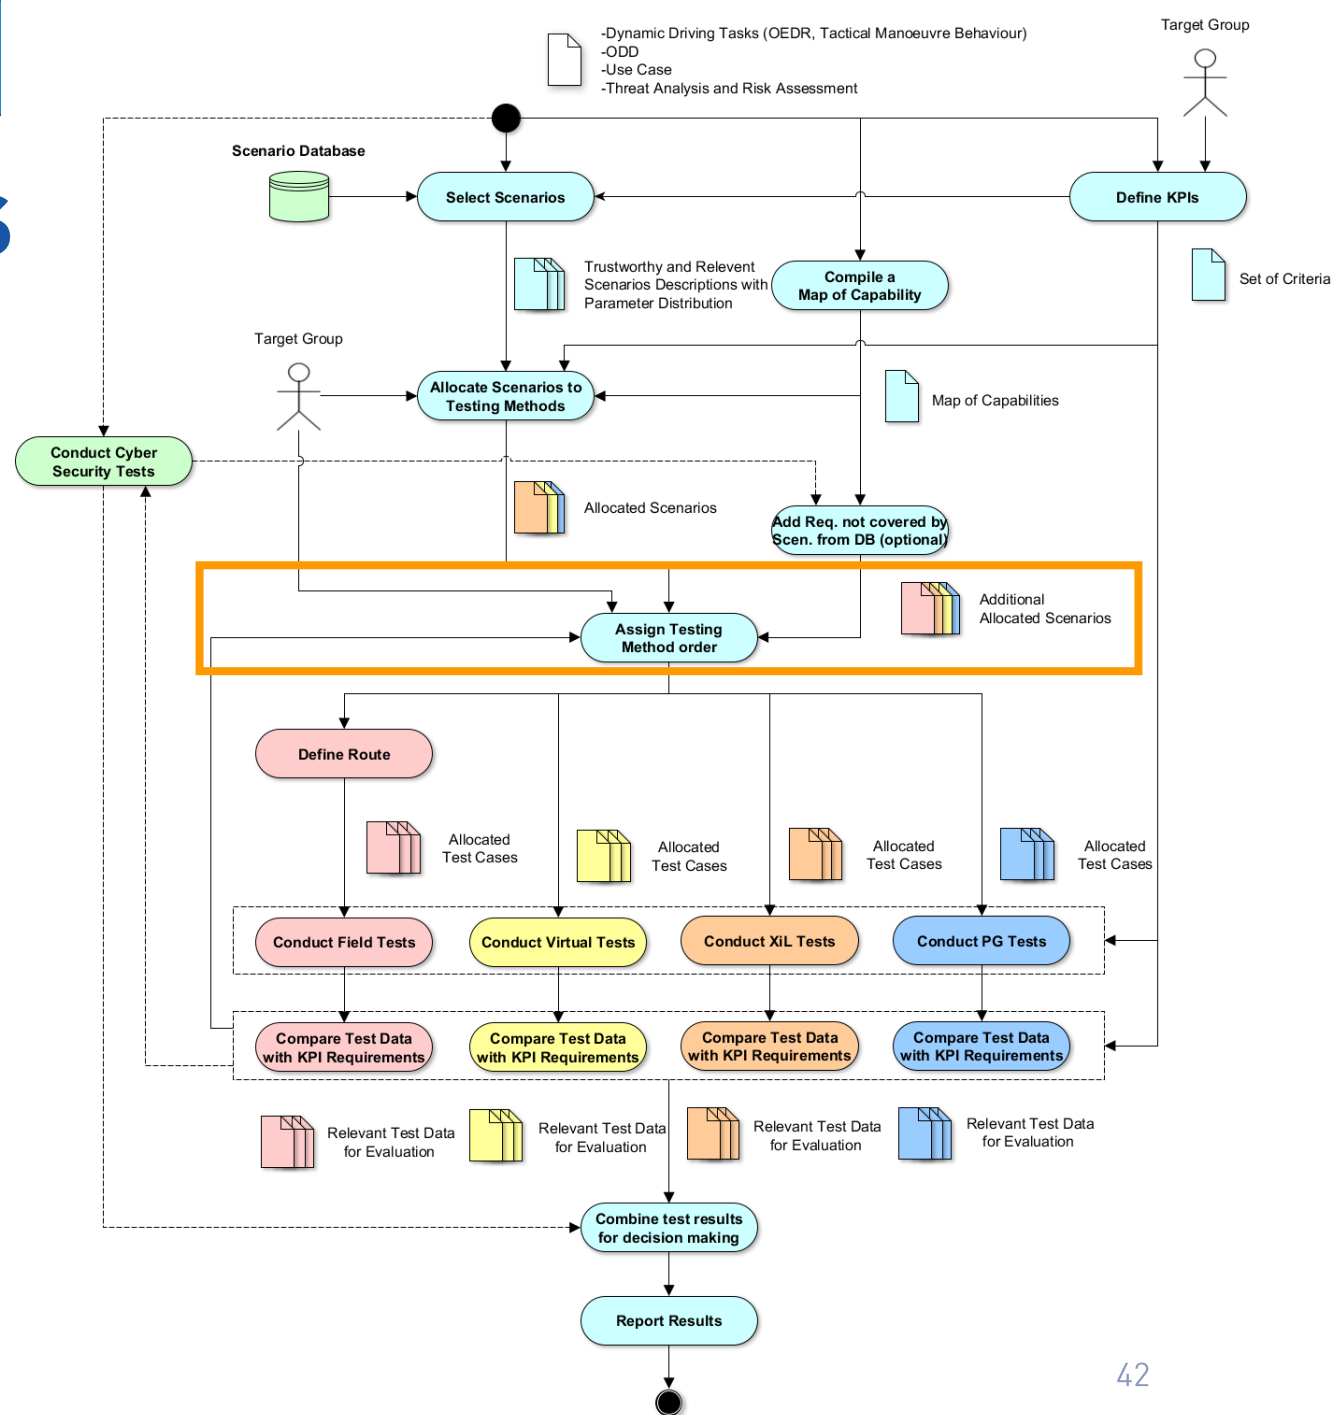 Target Group
-Dynamic Driving Tasks (OEDR, Tactical Manoeuvre Behaviour)
-ODD
-Use Case
-Threat Analysis and Risk Assessment
Scenario Database
Select Scenarios
Define KPIs
Trustworthy and Relevent
Scenarios Descriptions with
Parameter Distribution
Compile a
Map of Capability
Set of Criteria
Target Group
Allocate Scenarios to
Testing Methods
Map of Capabilities
Conduct Cyber
Security Tests
Allocated Scenarios
Add Req. not covered by
Scen. from DB (optional)
Additional
Allocated Scenarios
Assign Testing
Method order
Define Route
Allocated
Test Cases
Allocated
Test Cases
Allocated
Test Cases
Allocated
Test Cases
Conduct Field Tests
Conduct Virtual Tests
Conduct XiL Tests
Conduct PG Tests
Compare Test Data
with KPI Requirements
Compare Test Data
with KPI Requirements
Compare Test Data
with KPI Requirements
Compare Test Data
with KPI Requirements
Relevant Test Data
for Evaluation
Relevant Test Data
for Evaluation
Relevant Test Data
for Evaluation
Relevant Test Data
for Evaluation
Combine test results
for decision making
Report Results
42